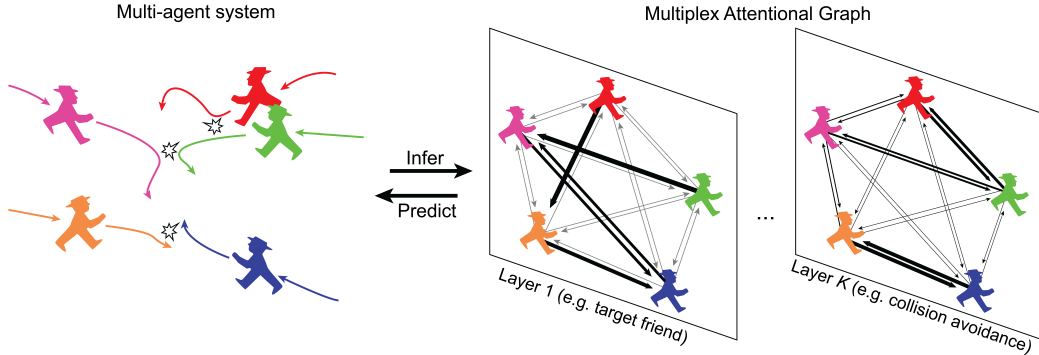 Multi-agent system
Multiplex Attentional Graph
Infer
Predict
...
Layer 1 (e.g. target friend)
Layer K (e.g. collision avoidance)